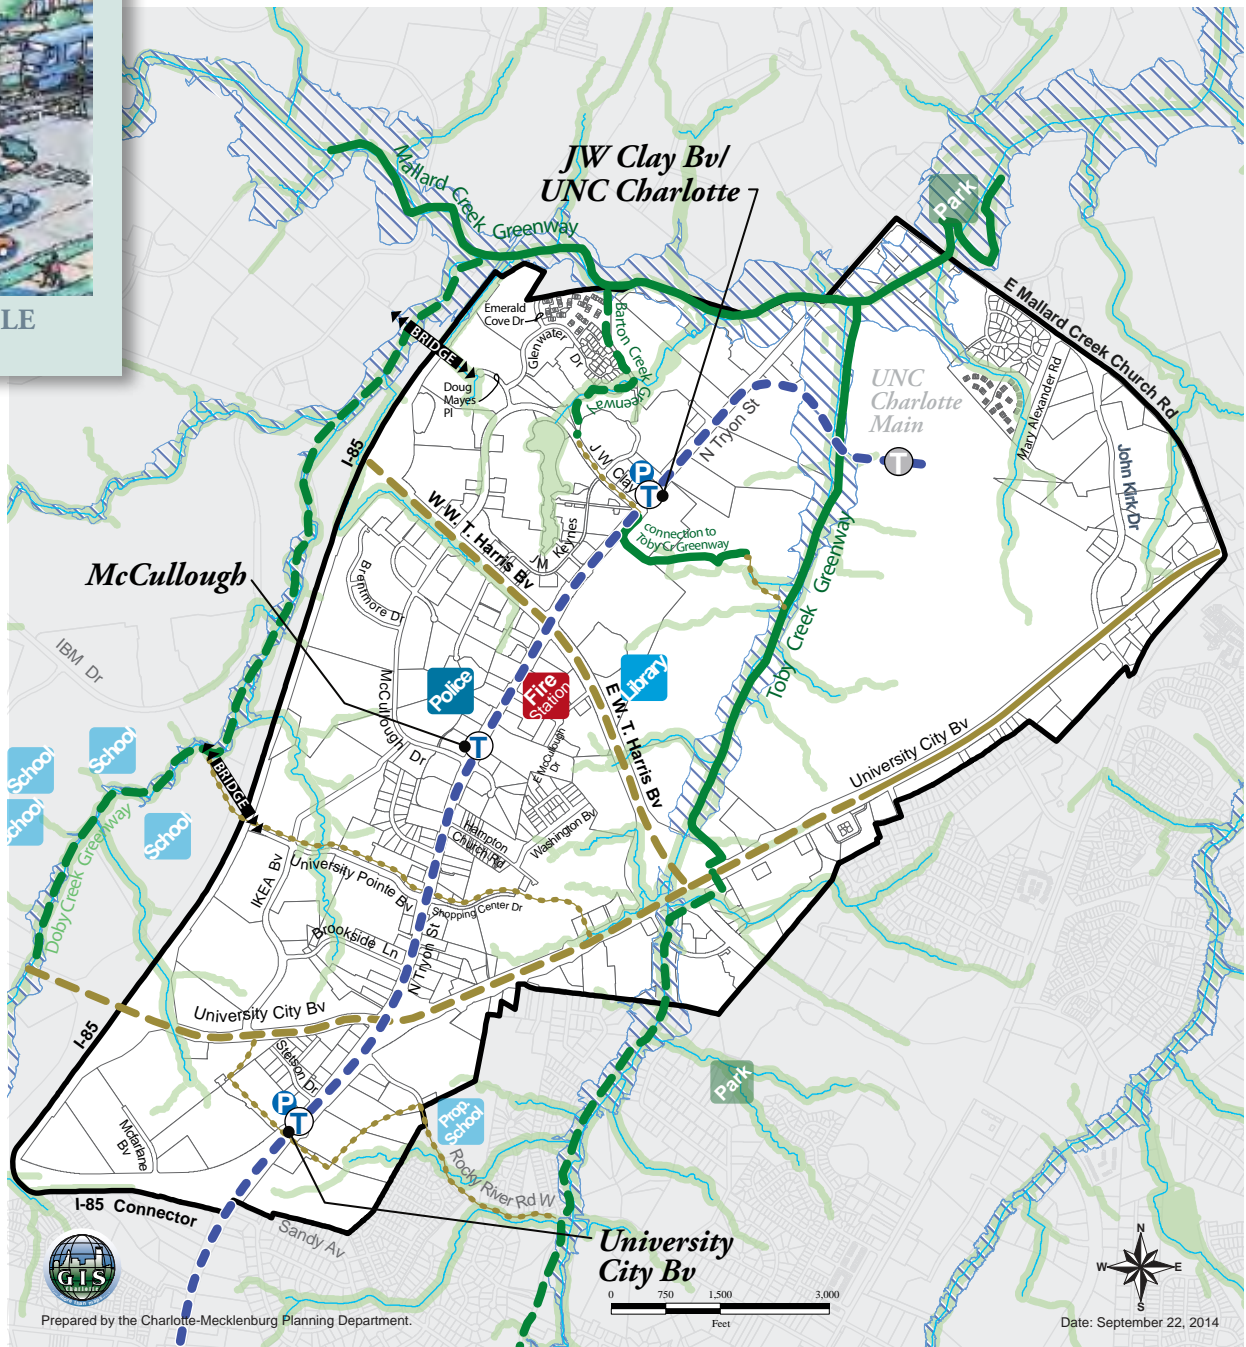 LE
JW Clay Bv/
UNC Charlotte
Mallard Creek Greenway
Park
E Mallard Creek Church Rd
Emerald
Cove Dr
Glenwater Dr
Barton Creek Greenway
BRIDGE
Doug
Mayes
Pl
UNC
Charlotte
Main
T
Mary Alexander Rd
John Kirk Dr
N Tryon St
I-85
J W Clay
P
T
W W. T. Harris Bv
JM Keynes
connection to
Toby Cr Greenway
McCullough
Brentmore Dr
Toby Creek Greenway
IBM Dr
Police
Fire
Station
Library
McCullough Dr
E W. T. Harris Bv
T
E McCullough
Dr
University City Bv
School
School
School
School
BRIDGE
Hampton
Church Rd
Washington Bv
Doby Creek Greenway
IKEA Bv
University Pointe Bv
Shopping Center Dr
Brookside Ln
N Tryon St
University City Bv
I-85
Stetson Dr
Park
P
T
Prop.
School
Mcfarlane
Bv
Rocky River Rd W
I-85 Connector
Sandy Av
University
City Bv
GIS
N
W
E
S
0 750 1,500 3,000
Feet
Prepared by the Charlotte-Mecklenburg Planning Department.
Date: September 22, 2014